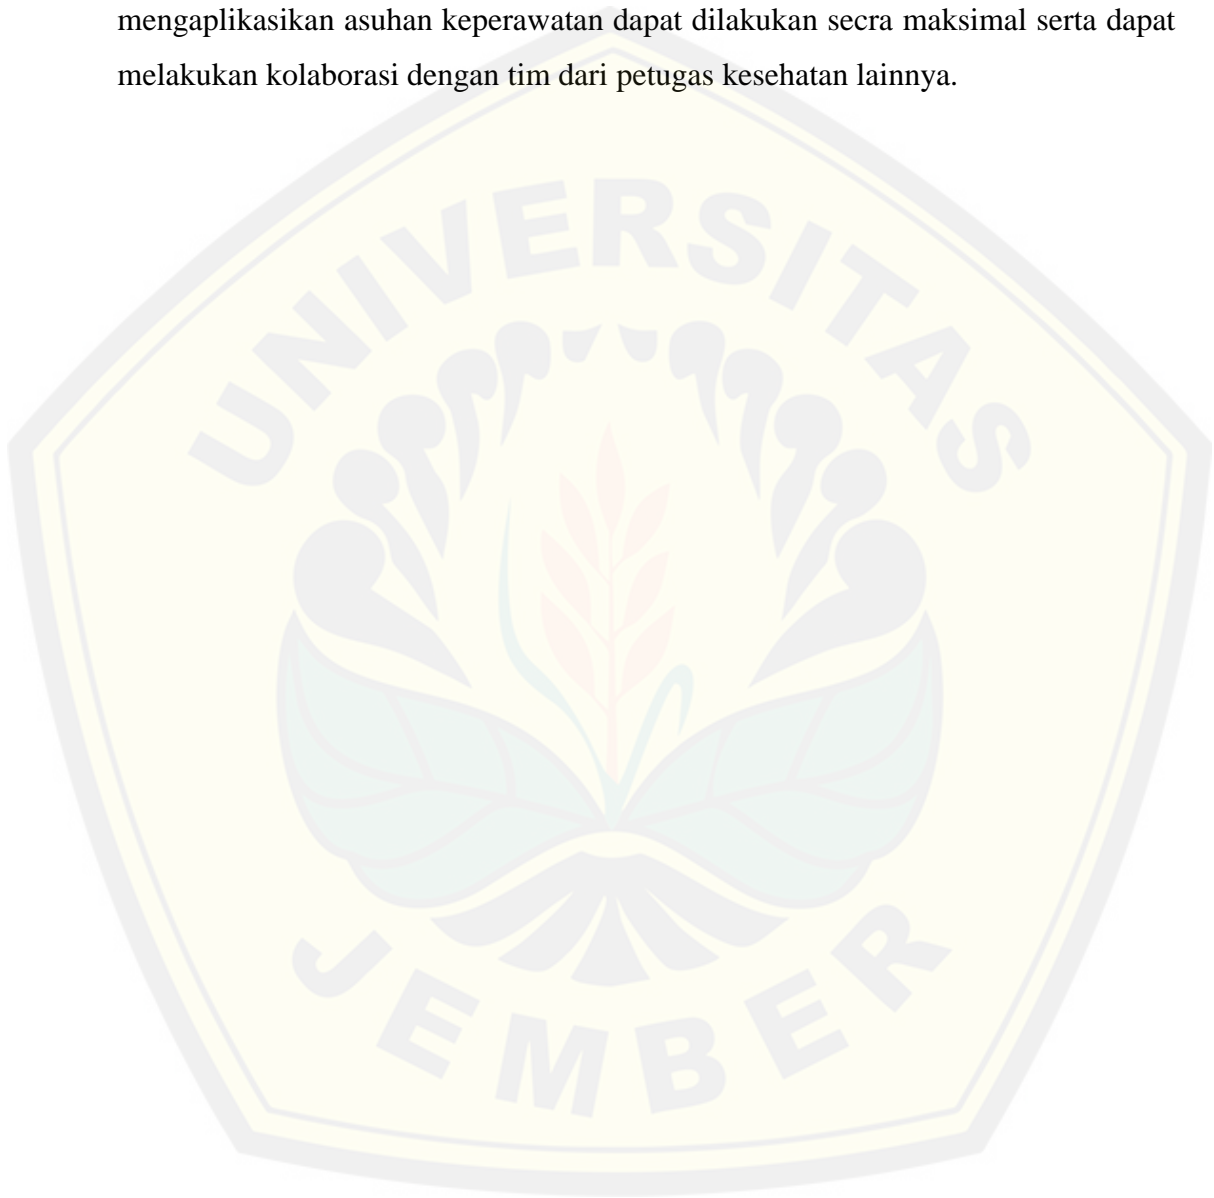 mengaplikasikan asuhan keperawatan dapat dilakukan secra maksimal serta dapat
melakukan kolaborasi dengan tim dari petugas kesehatan lainnya.
UNIVERSITAS
JEMBER